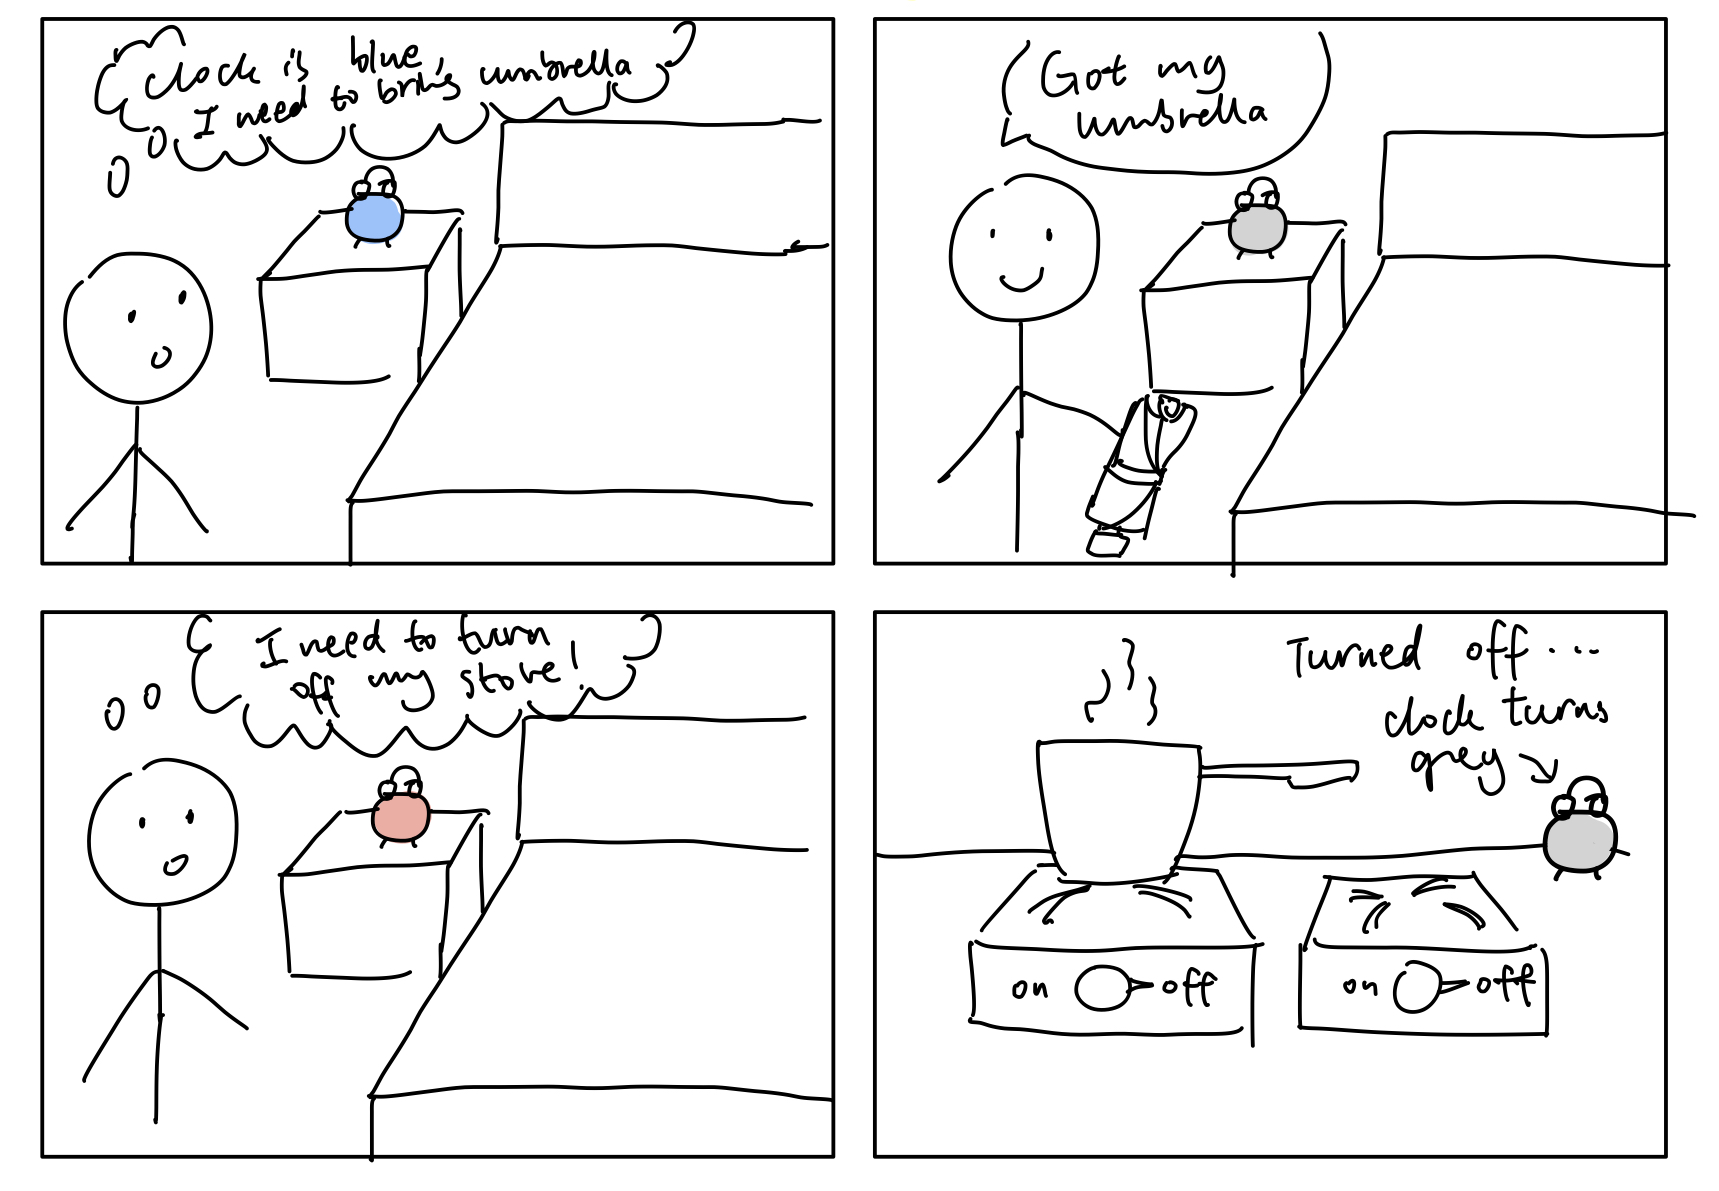 clock is blue,
I need to bring umbrella
Got my
umbrella
I need to turn
off my stove!
Turned off ...
clock turns
grey
on off
on off